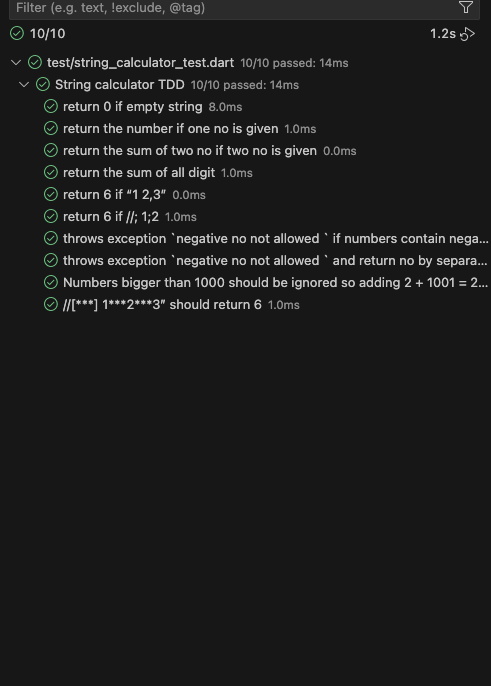 Filter (e.g. text, !exclude, @tag)
10/10 1.2s
test/string_calculator_test.dart 10/10 passed: 14ms
String calculator TDD 10/10 passed: 14ms
return 0 if empty string 8.0ms
return the number if one no is given 1.0ms
return the sum of two no if two no is given 0.0ms
return the sum of all digit 1.0ms
return 6 if “1 2,3” 0.0ms
return 6 if //; 1;2 1.0ms
throws exception `negative no not allowed ` if numbers contain nega...
throws exception `negative no not allowed ` and return no by separa...
Numbers bigger than 1000 should be ignored so adding 2 + 1001 = 2...
//[***] 1***2***3” should return 6 1.0ms